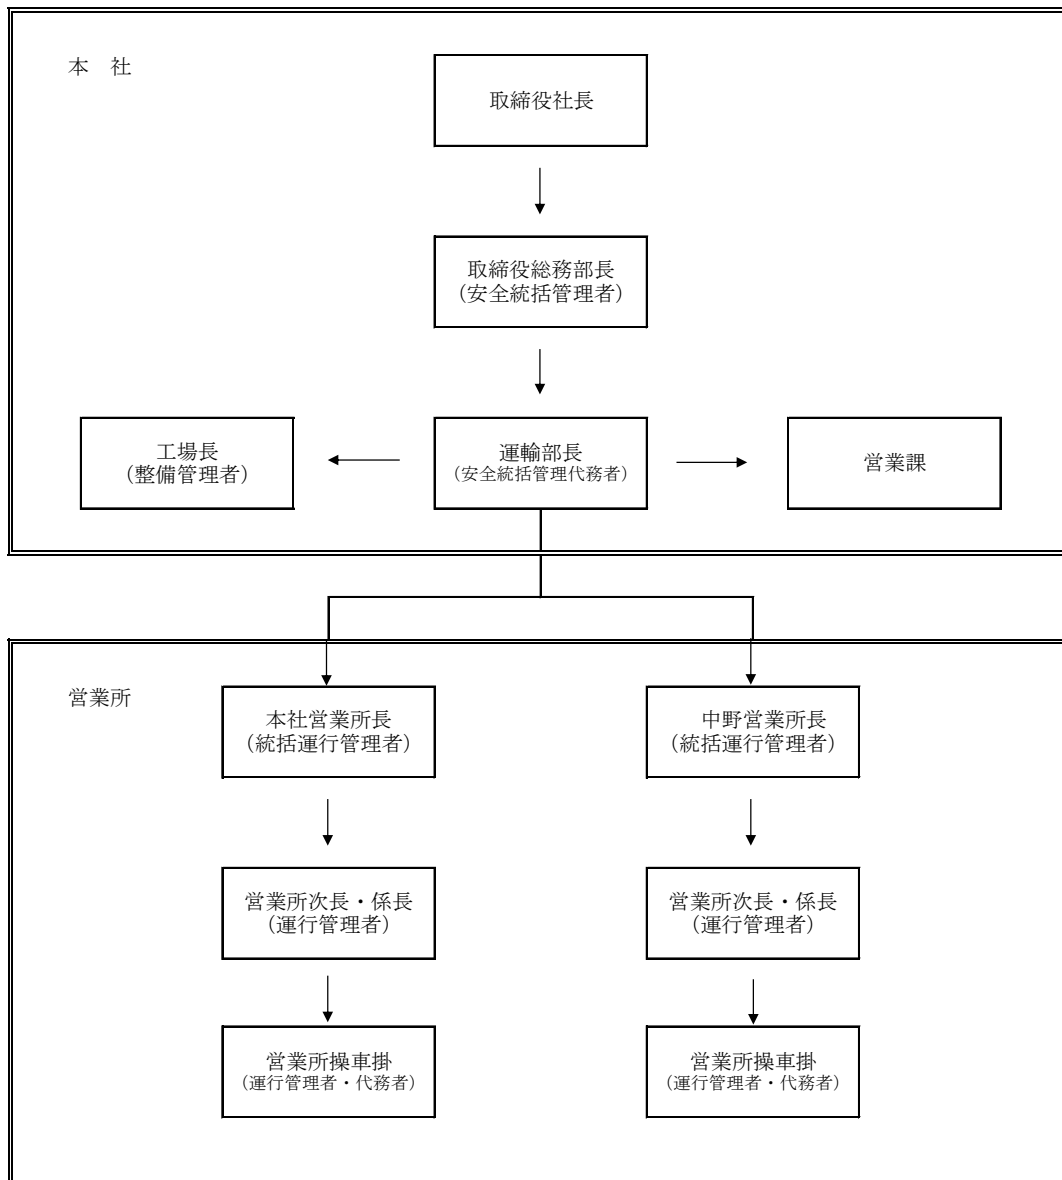 本　社
取締役社長
取締役総務部長
（安全統括管理者）
工場長
（整備管理者）
運輸部長
（安全統括管理代務者）
営業課
営業所
本社営業所長
（統括運行管理者）
中野営業所長
（統括運行管理者）
営業所次長・係長
（運行管理者）
営業所次長・係長
（運行管理者）
営業所操車掛
（運行管理者・代務者）
営業所操車掛
（運行管理者・代務者）